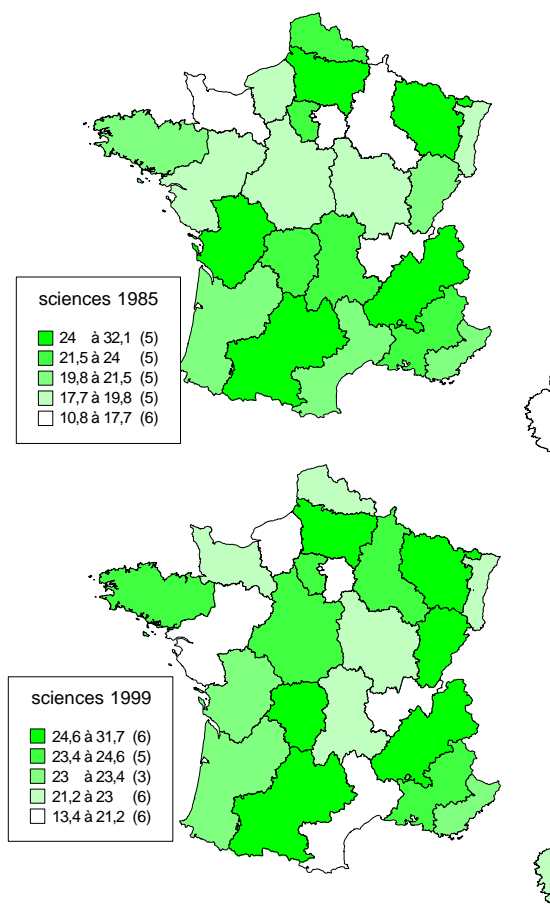 sciences 1985
24 à 32,1 (5)
21,5 à 24 (5)
19,8 à 21,5 (5)
17,7 à 19,8 (5)
10,8 à 17,7 (6)
sciences 1999
24,6 à 31,7 (6)
23,4 à 24,6 (5)
23 à 23,4 (3)
21,2 à 23 (6)
13,4 à 21,2 (6)